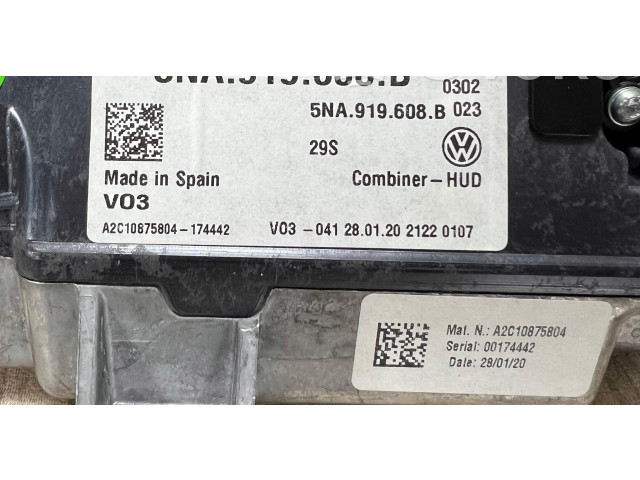 0302
5NA.919.608.B 023
29S
Made in Spain
Combiner-HUD
V03
A2C10875804-174442
V03-041 28.01.20 2122 0107
Mat. N.: A2C10875804
Serial: 00174442
Date: 28/01/20